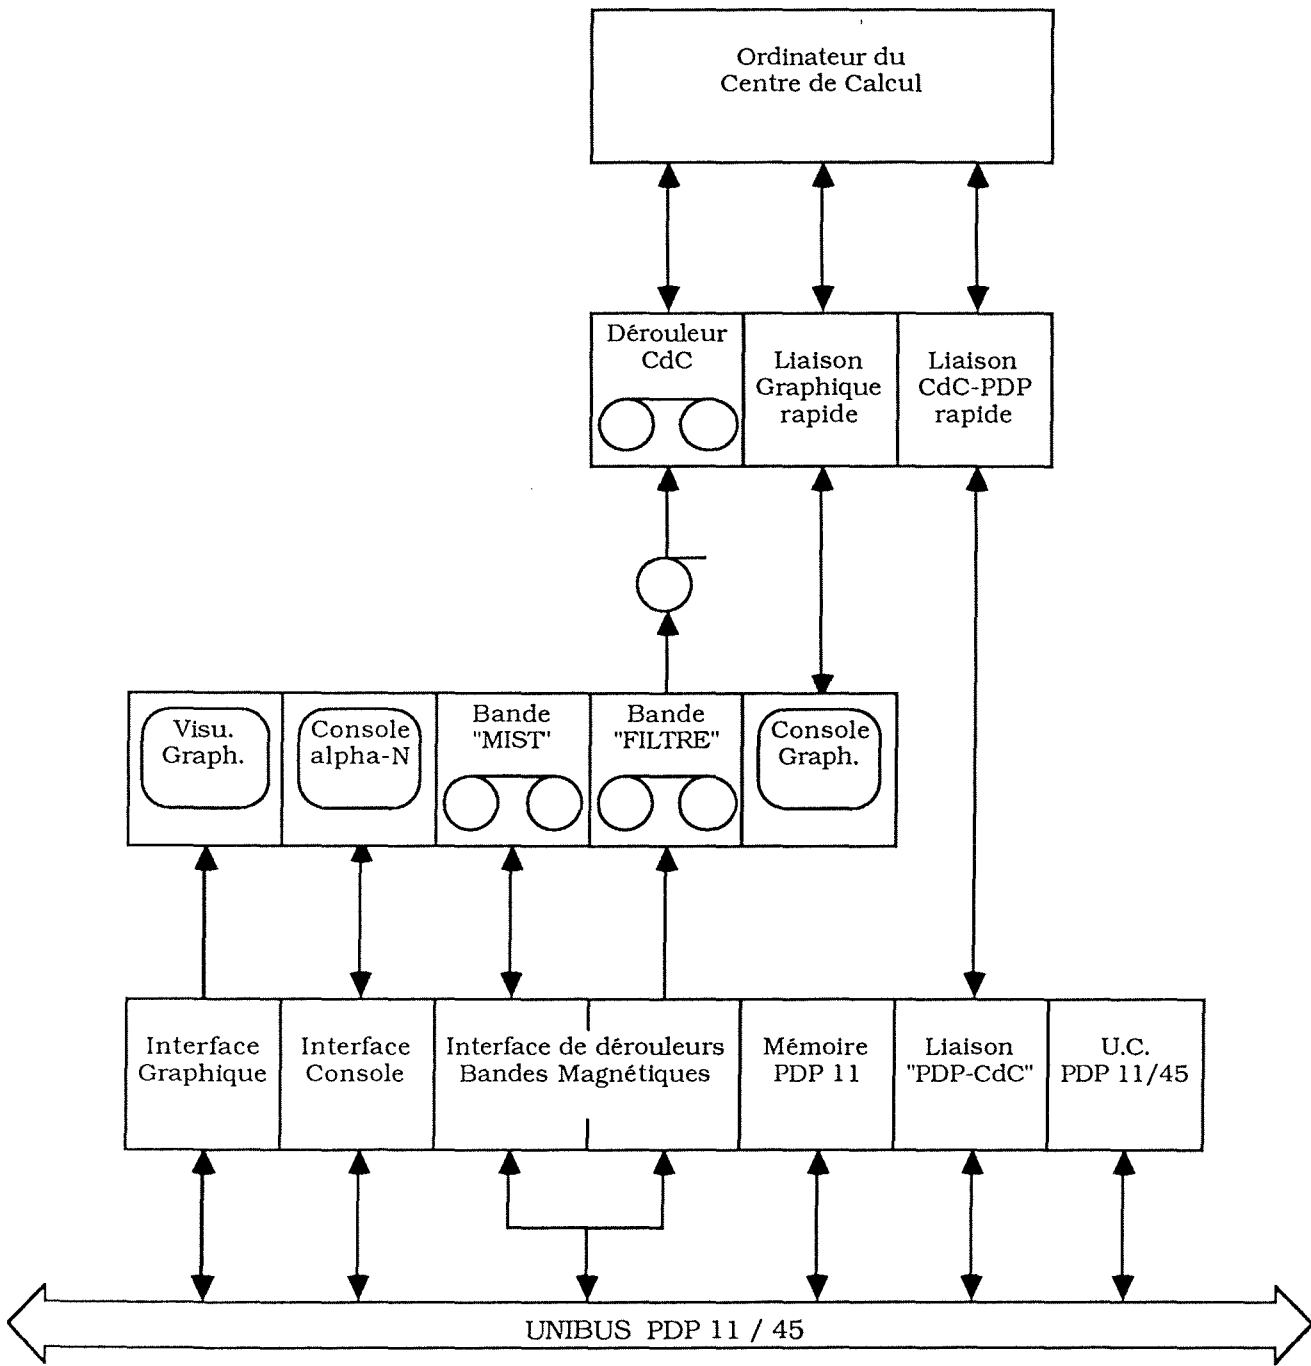 Ordinateur du
Centre de Calcul
Dérouleur
CdC
Liaison
Graphique
rapide
Liaison
CdC-PDP
rapide
Visu.
Graph.
Console
alpha-N
Bande
"MIST"
Bande
"FILTRE"
Console
Graph.
Interface
Graphique
Interface
Console
Interface de dérouleurs
Bandes Magnétiques
Mémoire
PDP 11
Liaison
"PDP-CdC"
U.C.
PDP 11/45
UNIBUS PDP 11 / 45